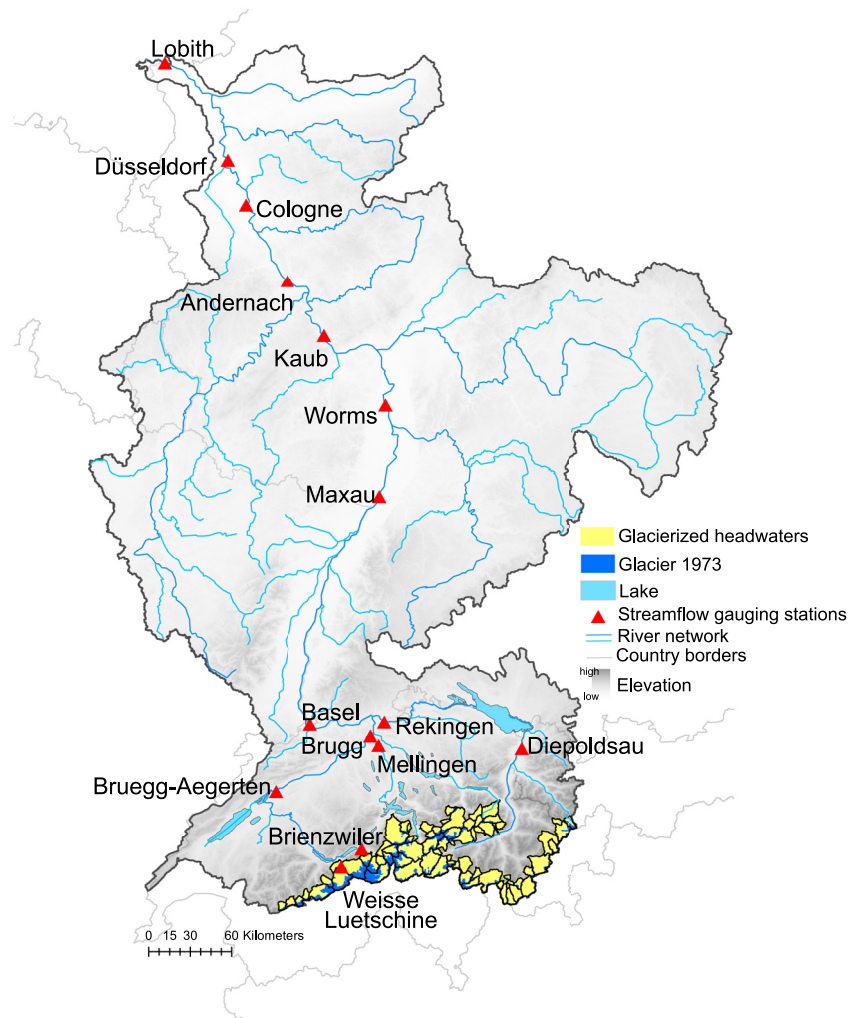 Lobith
Düsseldorf
Cologne
Andernach
Kaub
Worms
Maxau
Glacierized headwaters
Glacier 1973
Lake
Streamflow gauging stations
River network
Country borders
high
low
Elevation
Basel
Rekingen
Brugg
Diepoldsau
Mellingen
Bruegg-Aegerten
Brienzwiler
Weisse
Luetschine
0 15 30 60 Kilometers